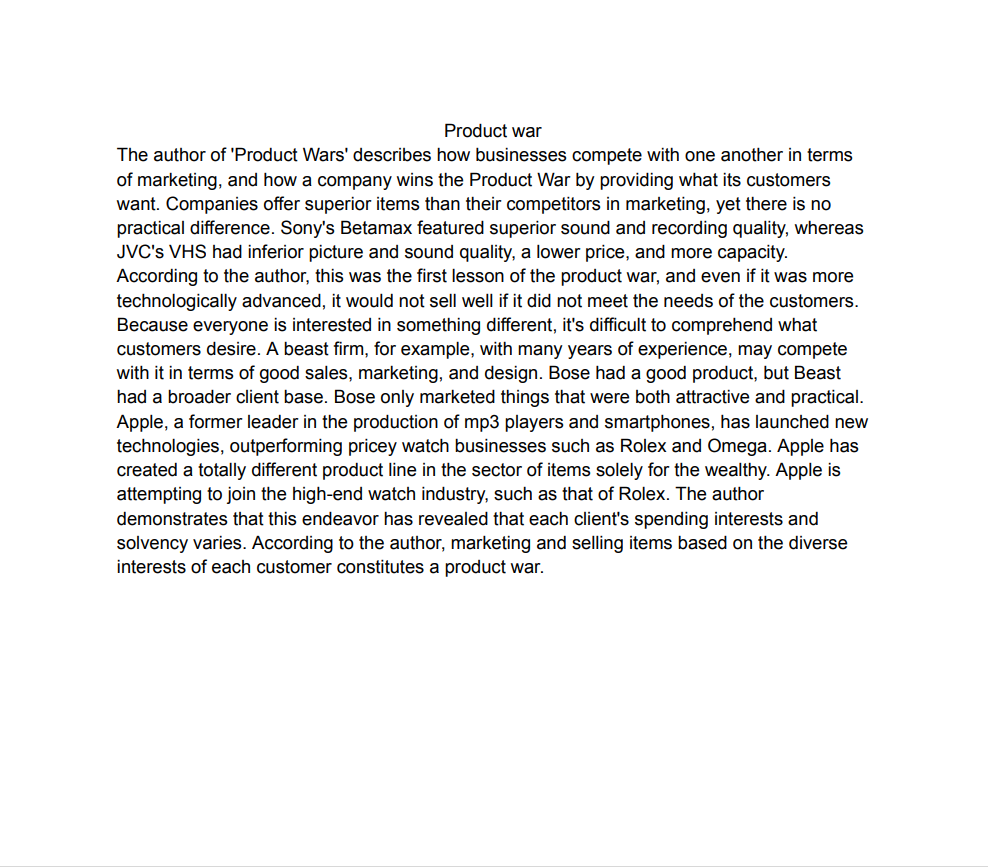 Product war
The author of 'Product Wars' describes how businesses compete with one another in terms
of marketing, and how a company wins the Product War by providing what its customers
want. Companies offer superior items than their competitors in marketing, yet there is no
practical difference. Sony's Betamax featured superior sound and recording quality, whereas
JVC's VHS had inferior picture and sound quality, a lower price, and more capacity.
According to the author, this was the first lesson of the product war, and even if it was more
technologically advanced, it would not sell well if it did not meet the needs of the customers.
Because everyone is interested in something different, it's difficult to comprehend what
customers desire. A beast firm, for example, with many years of experience, may compete
with it in terms of good sales, marketing, and design. Bose had a good product, but Beast
had a broader client base. Bose only marketed things that were both attractive and practical.
Apple, a former leader in the production of mp3 players and smartphones, has launched new
technologies, outperforming pricey watch businesses such as Rolex and Omega. Apple has
created a totally different product line in the sector of items solely for the wealthy. Apple is
attempting to join the high-end watch industry, such as that of Rolex. The author
demonstrates that this endeavor has revealed that each client's spending interests and
solvency varies. According to the author, marketing and selling items based on the diverse
interests of each customer constitutes a product war.